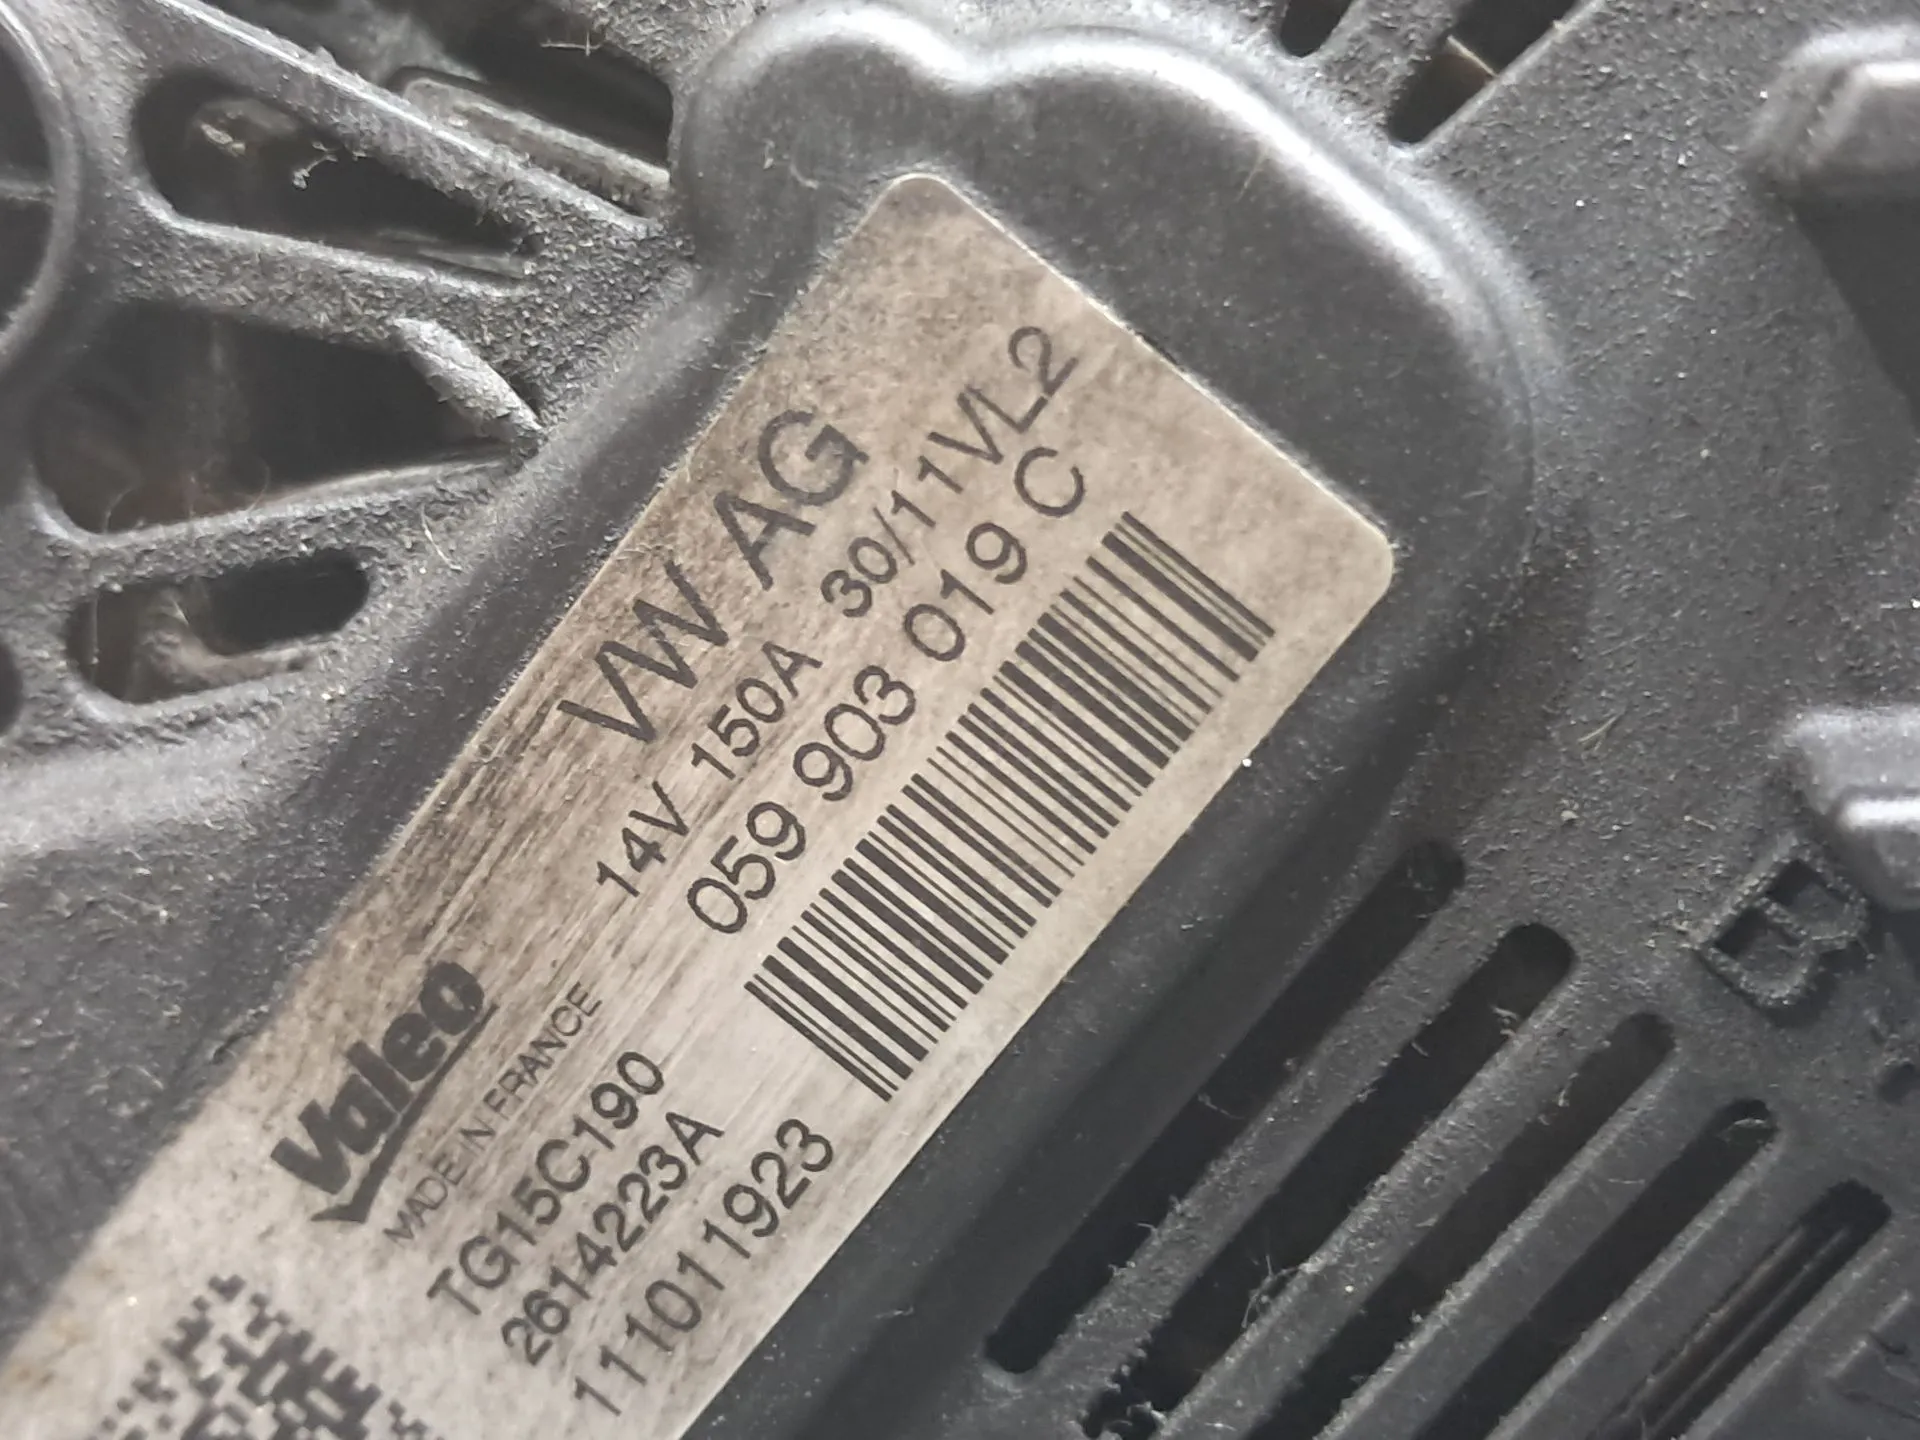 VW AG
14V 150A 30/11VL2
059 903 019 C
Valeo
MADE IN FRANCE
TG15C190
2614223A
11011923
B